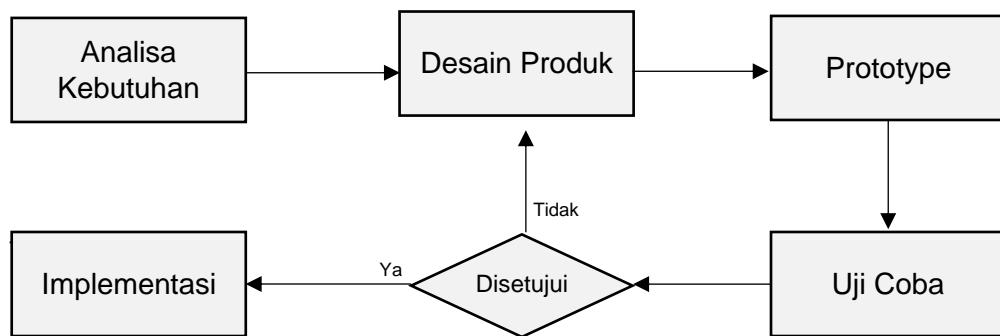 Analisa
Kebutuhan
Desain Produk
Prototype
Tidak
Ya
Implementasi
Disetujui
Uji Coba